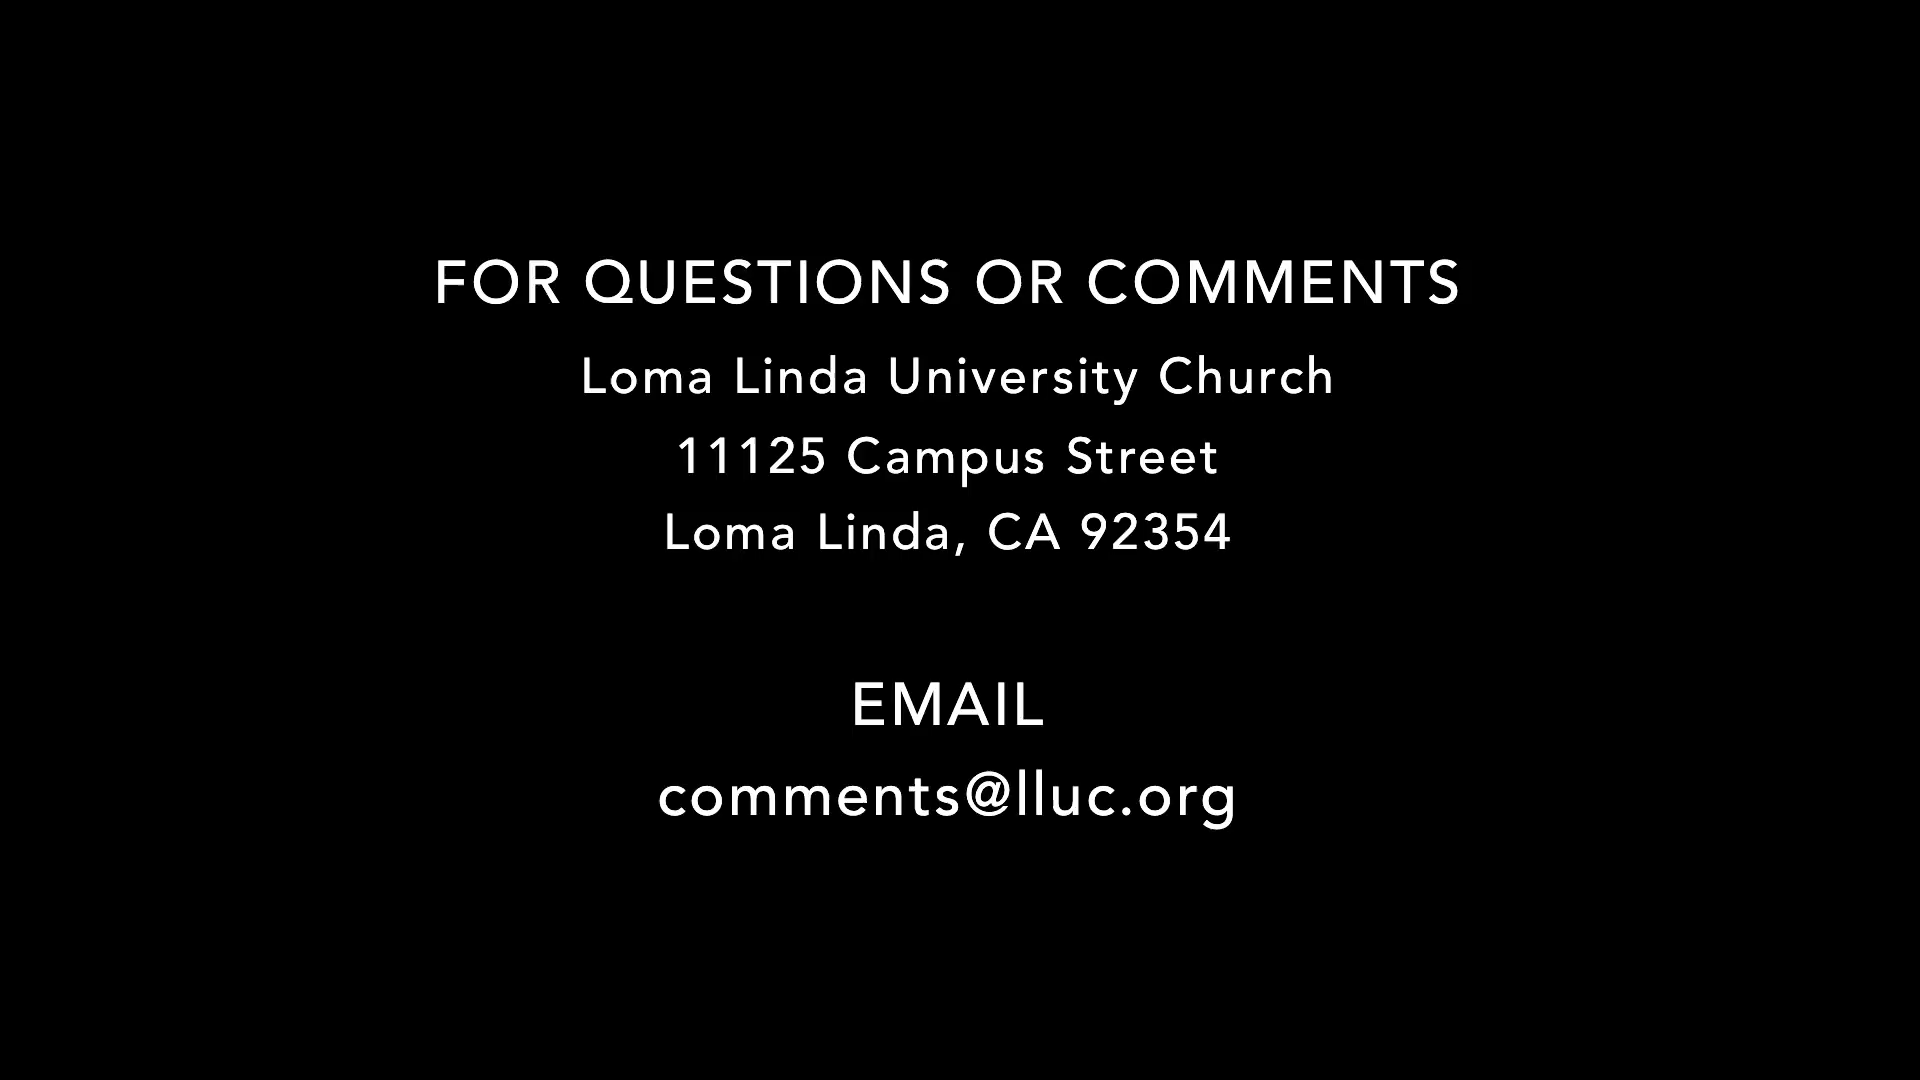 FOR QUESTIONS OR COMMENTS
Loma Linda University Church
11125 Campus Street
Loma Linda, CA 92354
EMAIL
comments@lluc.org